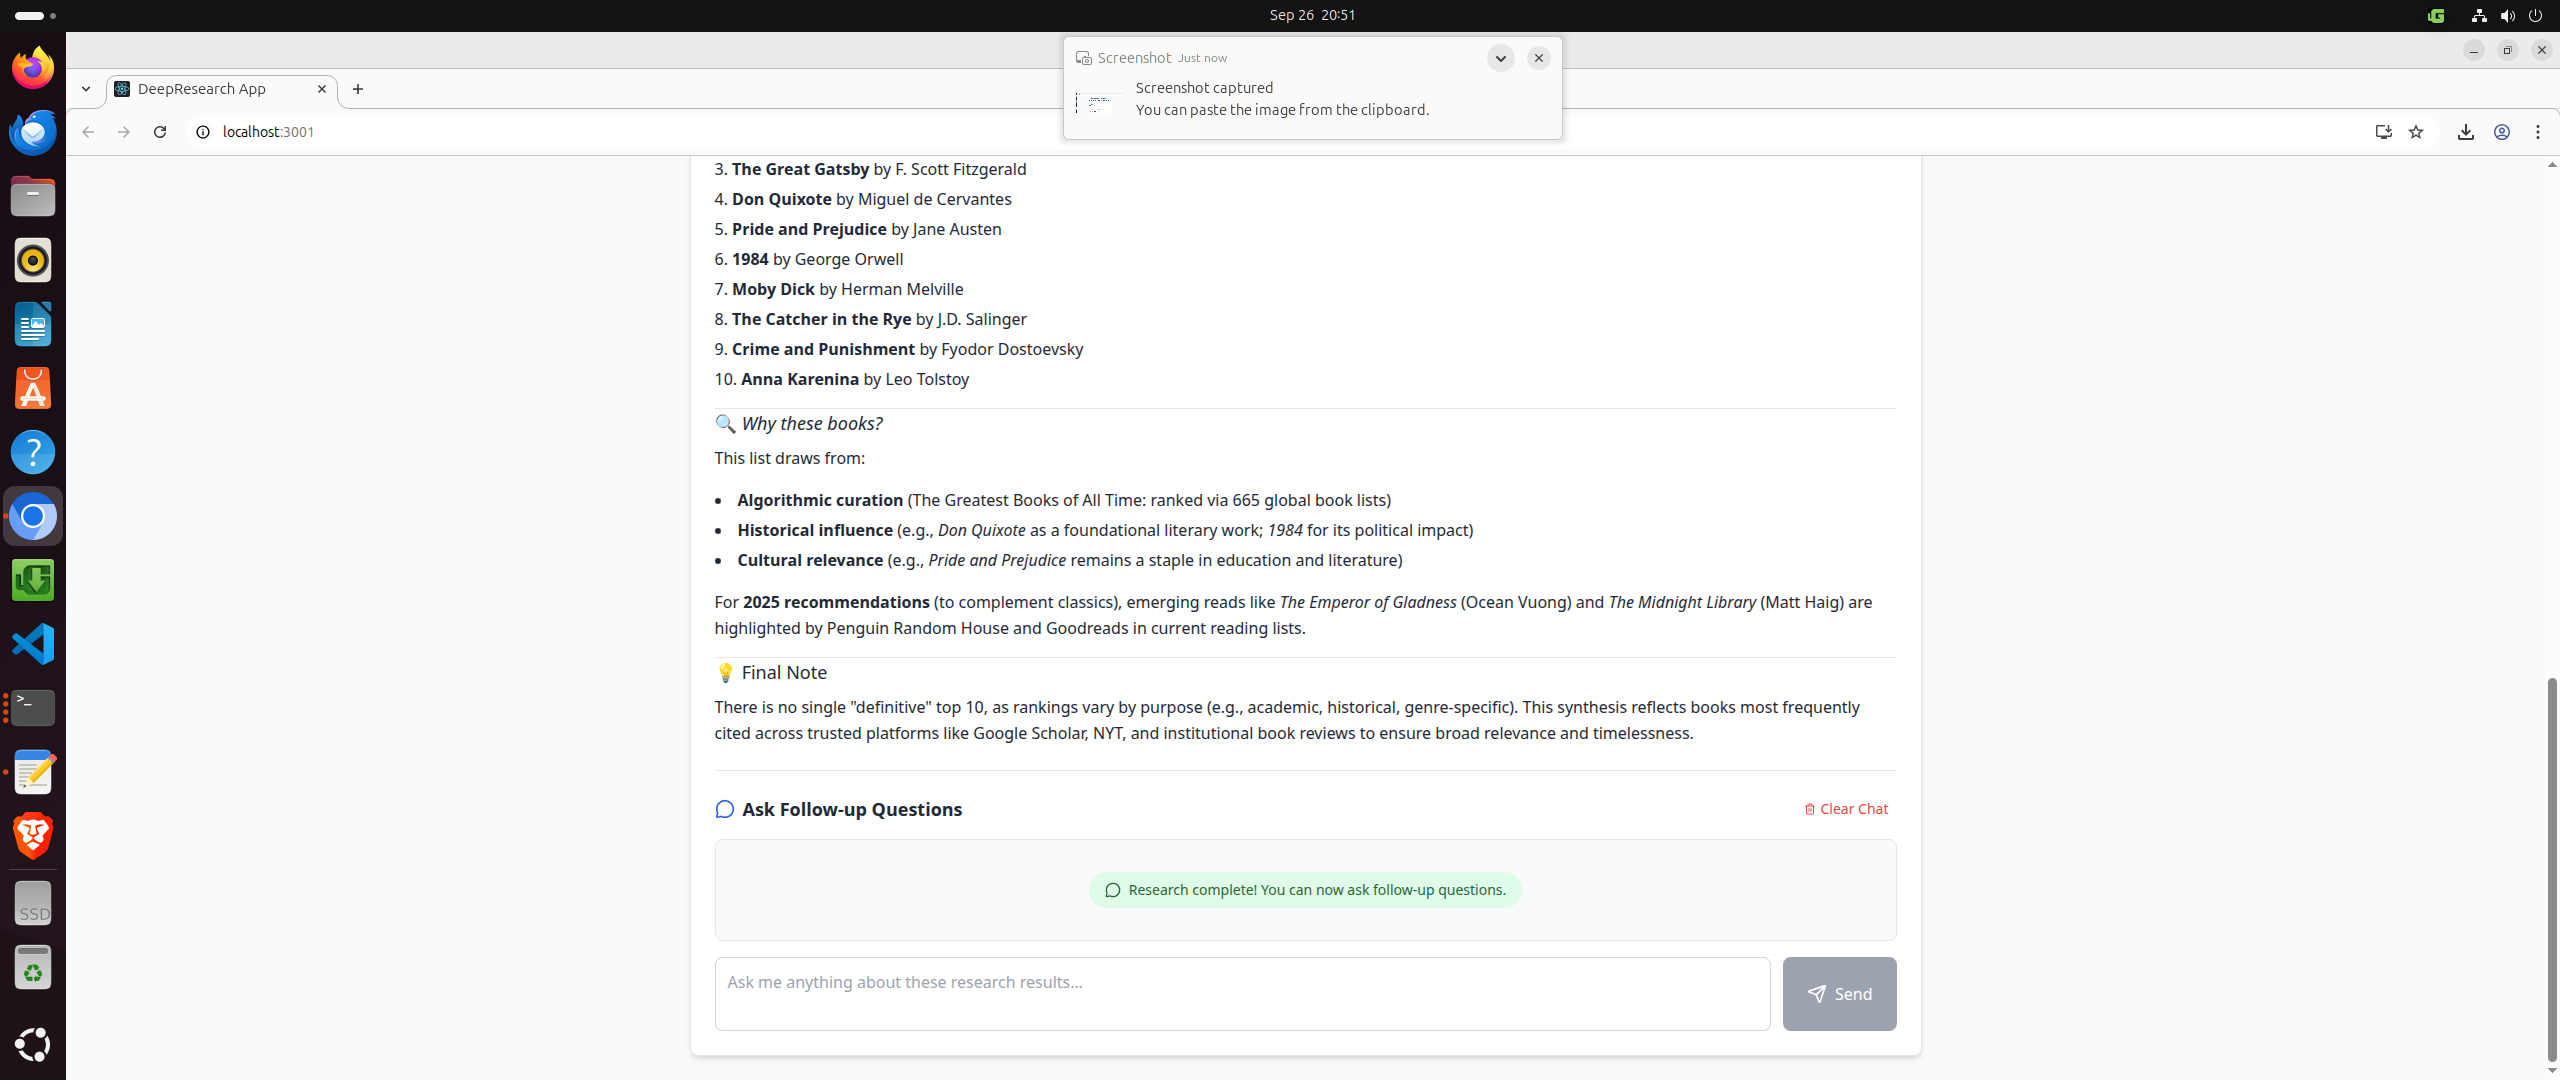 Sep 26 20:51
Screenshot Just now
Screenshot captured
You can paste the image from the clipboard.
DeepResearch App
localhost:3001
3. The Great Gatsby by F. Scott Fitzgerald
4. Don Quixote by Miguel de Cervantes
5. Pride and Prejudice by Jane Austen
6. 1984 by George Orwell
7. Moby Dick by Herman Melville
8. The Catcher in the Rye by J.D. Salinger
9. Crime and Punishment by Fyodor Dostoevsky
10. Anna Karenina by Leo Tolstoy
🔍 Why these books?
This list draws from:
• Algorithmic curation (The Greatest Books of All Time: ranked via 665 global book lists)
• Historical influence (e.g., Don Quixote as a foundational literary work; 1984 for its political impact)
• Cultural relevance (e.g., Pride and Prejudice remains a staple in education and literature)
For 2025 recommendations (to complement classics), emerging reads like The Emperor of Gladness (Ocean Vuong) and The Midnight Library (Matt Haig) are
highlighted by Penguin Random House and Goodreads in current reading lists.
💡 Final Note
There is no single "definitive" top 10, as rankings vary by purpose (e.g., academic, historical, genre-specific). This synthesis reflects books most frequently
cited across trusted platforms like Google Scholar, NYT, and institutional book reviews to ensure broad relevance and timelessness.
Ask Follow-up Questions
Clear Chat
Research complete! You can now ask follow-up questions.
Ask me anything about these research results...
Send
SSD